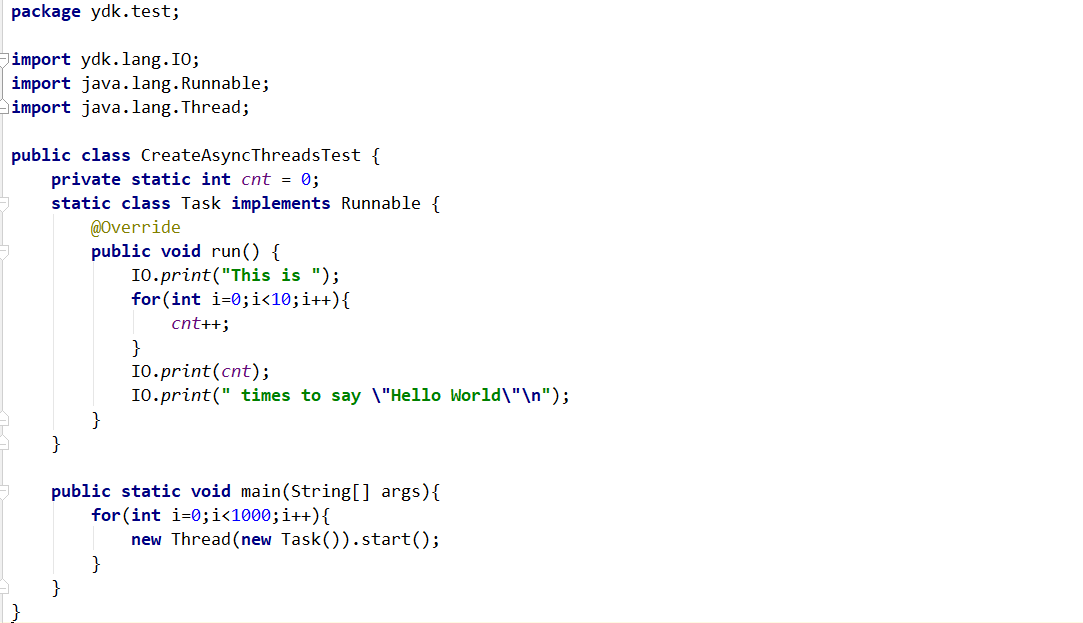 package ydk.test;
import ydk.lang.IO;
import java.lang.Runnable;
import java.lang.Thread;
public class CreateAsyncThreadsTest {
private static int cnt = 0;
static class Task implements Runnable {
@Override
public void run() {
IO.print("This is ");
for(int i=0;i<10;i++){
cnt++;
}
IO.print(cnt);
IO.print(" times to say \"Hello World\"\n");
}
}
public static void main(String[] args){
for(int i=0;i<1000;i++){
new Thread(new Task()).start();
}
}
}